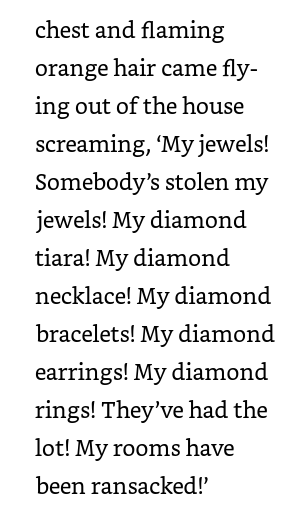 chest and flaming
orange hair came fly-
ing out of the house
screaming, ‘My jewels!
Somebody’s stolen my
jewels! My diamond
tiara! My diamond
necklace! My diamond
bracelets! My diamond
earrings! My diamond
rings! They’ve had the
lot! My rooms have
been ransacked!’